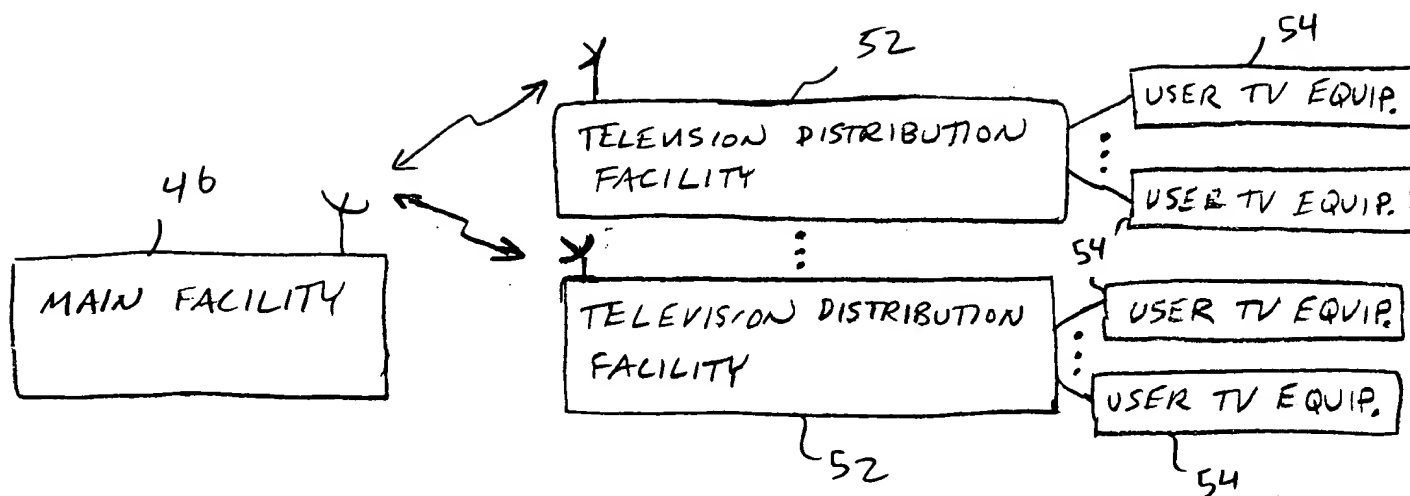 46
MAIN FACILITY
52
TELEVISION DISTRIBUTION
FACILITY
54
USER TV EQUIP.
USER TV EQUIP.
54
TELEVISION DISTRIBUTION
FACILITY
52
USER TV EQUIP.
USER TV EQUIP.
54